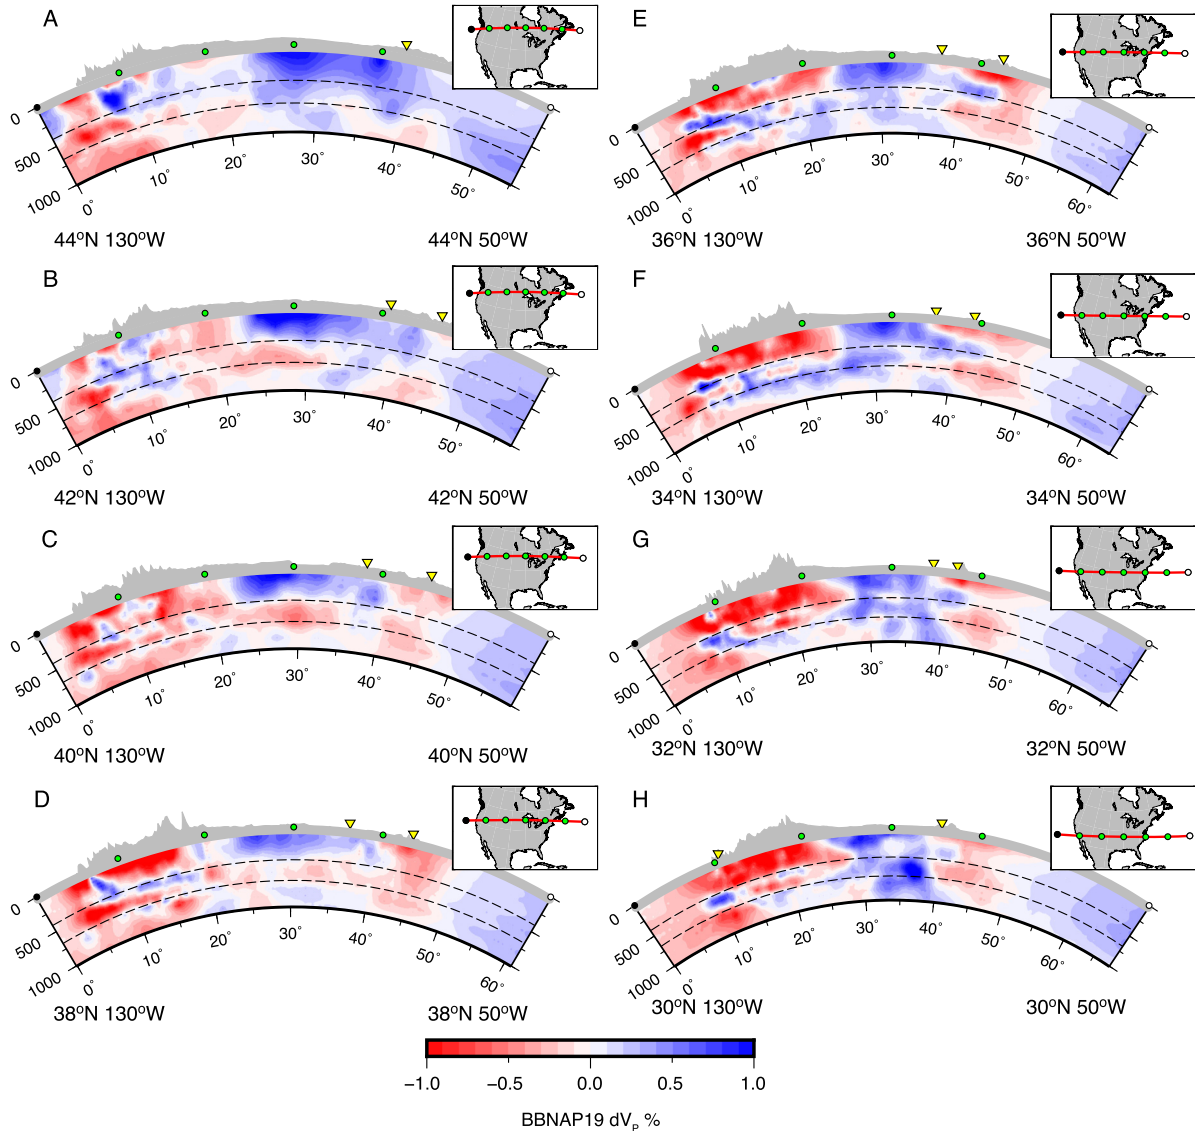 A
0
500
1000
0°
10°
20°
30°
40°
50°
44°N 130°W
44°N 50°W
B
0
500
1000
0°
10°
20°
30°
40°
50°
42°N 130°W
42°N 50°W
C
0
500
1000
0°
10°
20°
30°
40°
50°
40°N 130°W
40°N 50°W
D
0
500
1000
0°
10°
20°
30°
40°
50°
60°
38°N 130°W
38°N 50°W
E
0
500
1000
0°
10°
20°
30°
40°
50°
60°
36°N 130°W
36°N 50°W
F
0
500
1000
0°
10°
20°
30°
40°
50°
60°
34°N 130°W
34°N 50°W
G
0
500
1000
0°
10°
20°
30°
40°
50°
60°
32°N 130°W
32°N 50°W
H
0
500
1000
0°
10°
20°
30°
40°
50°
60°
30°N 130°W
30°N 50°W
−1.0 −0.5 0.0 0.5 1.0
BBNAP19 dVP %